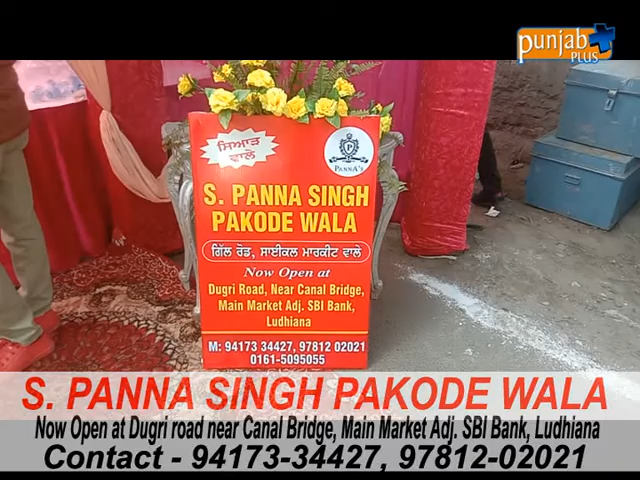 punjab
PLUS
ਸਿਆੜ
ਵਾਲੇ
PANNA'S
S. PANNA SINGH
PAKODE WALA
ਗਿੱਲ ਰੋਡ, ਸਾਈਕਲ ਮਾਰਕੀਟ ਵਾਲੇ
Now Open at
Dugri Road, Near Canal Bridge,
Main Market Adj. SBI Bank,
Ludhiana
M: 94173 34427, 97812 02021
0161-5095055
S. PANNA SINGH PAKODE WALA
Now Open at Dugri road near Canal Bridge, Main Market Adj. SBI Bank, Ludhiana
Contact - 94173-34427, 97812-02021